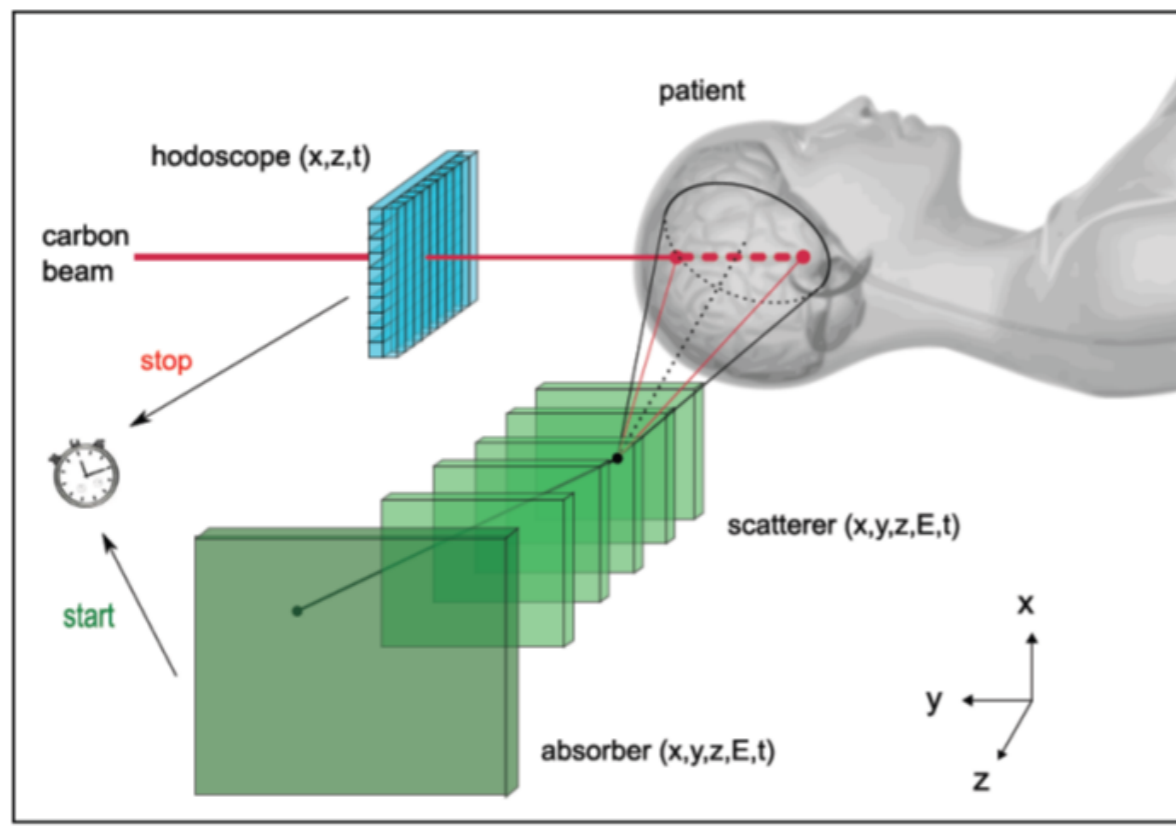 patient
hodoscope (x,z,t)
carbon
beam
stop
start
scatterer (x,y,z,E,t)
absorber (x,y,z,E,t)
x
y
z